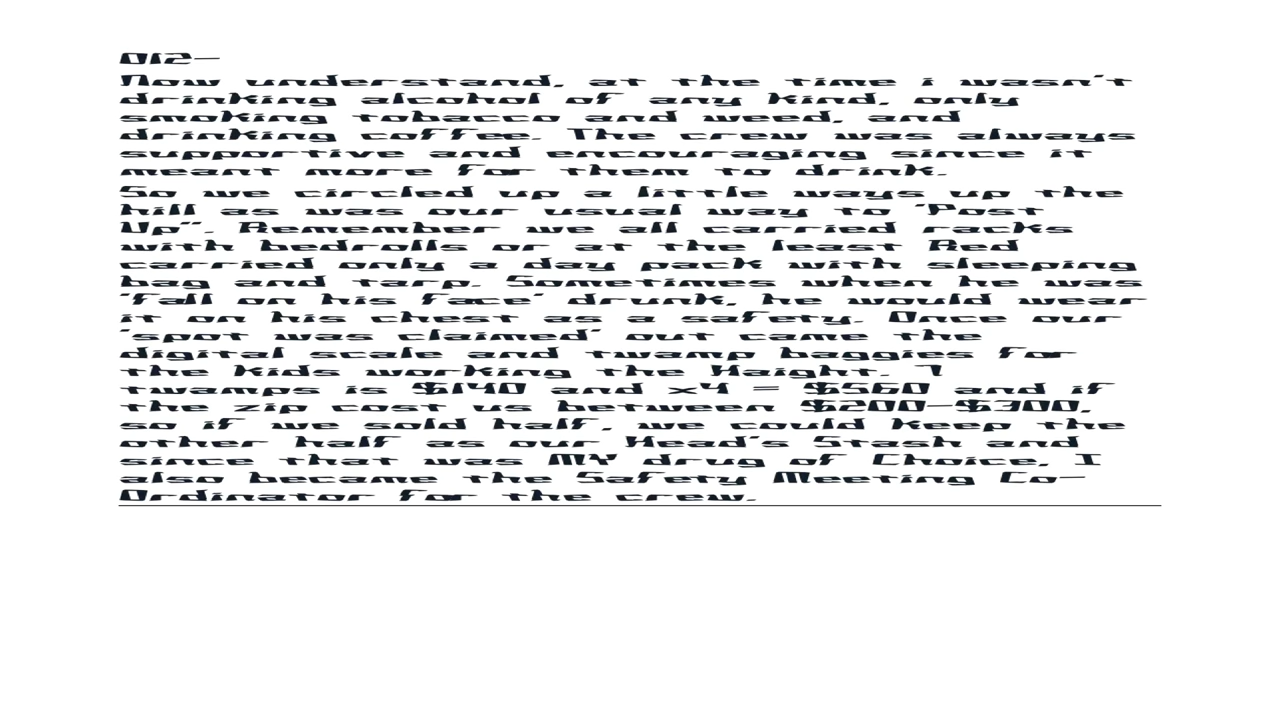 012-
Now understand, at the time i wasn't
drinking alcohol of any kind, only
smoking tobacco and weed, and
drinking coffee. The crew was always
supportive and encouraging since it
meant more for them to drink.
So we circled up a little ways up the
hill as was our usual way to 'Post
Up". Remember we all carried racks
with bedrolls or at the least Red
carried only a day pack with sleeping
bag and tarp. Sometimes when he was
'fall on his face' drunk, he would wear
it on his chest as a safety. Once our
'spot was claimed' out came the
digital scale and twamp baggies for
the kids working the Haight. 7
twamps is $140 and x4 = $560 and if
the zip cost us between $200-$300,
so if we sold half, we could keep the
other half as our Head's Stash and
since that was MY drug of Choice, I
also became the Safety Meeting Co-
Ordinator for the crew.